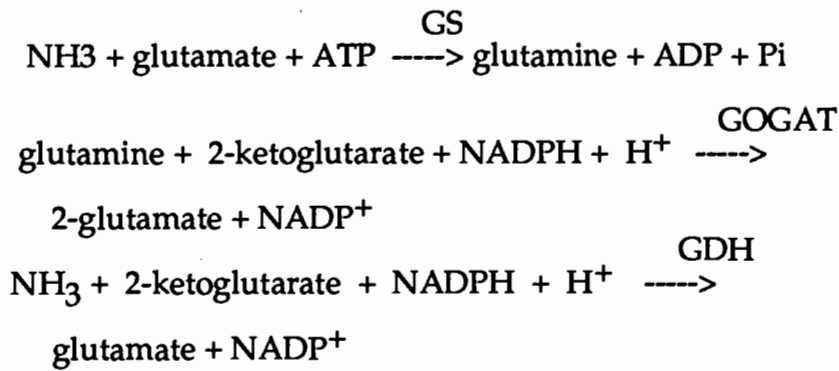 GS
NH3 + glutamate + ATP -----> glutamine + ADP + Pi
GOGAT
glutamine + 2-ketoglutarate + NADPH + H⁺ ----->
2-glutamate + NADP⁺
GDH
NH₃ + 2-ketoglutarate + NADPH + H⁺ ----->
glutamate + NADP⁺